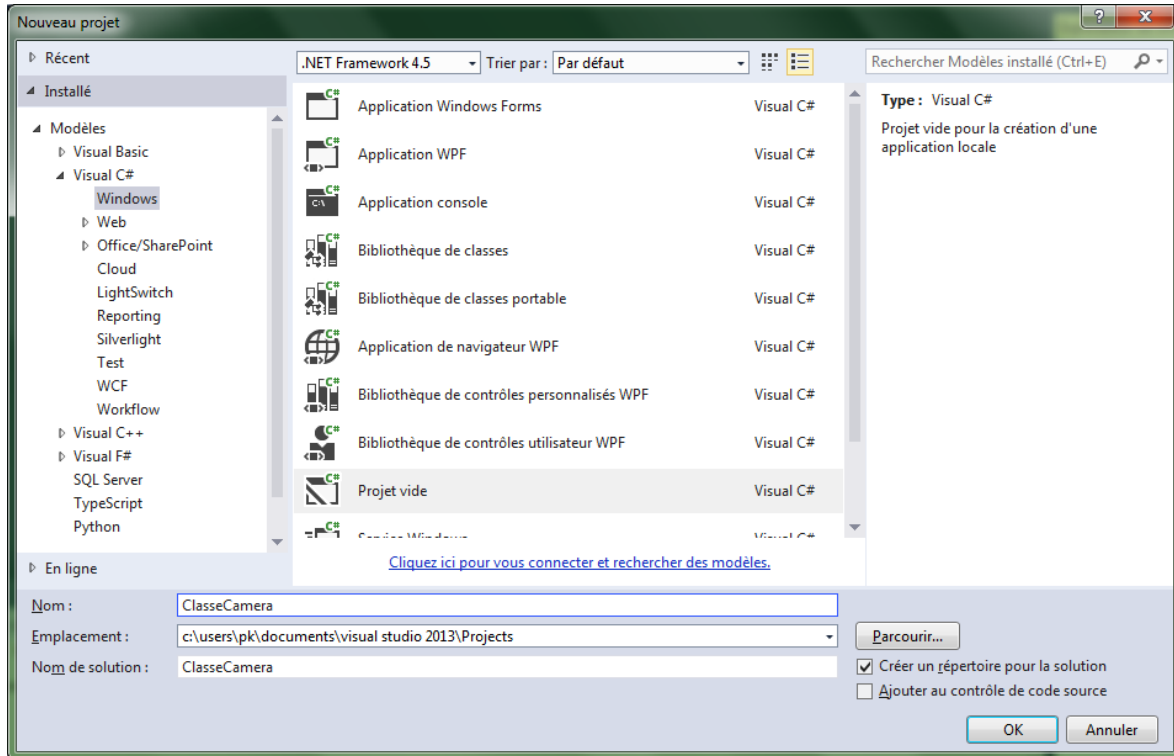 Nouveau projet
Récent
Installé
Modèles
Visual Basic
Visual C#
Windows
Web
Office/SharePoint
Cloud
LightSwitch
Reporting
Silverlight
Test
WCF
Workflow
Visual C++
Visual F#
SQL Server
TypeScript
Python
En ligne
.NET Framework 4.5 Trier par : Par défaut
Application Windows Forms Visual C#
Application WPF Visual C#
Application console Visual C#
Bibliothèque de classes Visual C#
Bibliothèque de classes portable Visual C#
Application de navigateur WPF Visual C#
Bibliothèque de contrôles personnalisés WPF Visual C#
Bibliothèque de contrôles utilisateur WPF Visual C#
Projet vide Visual C#
Service Windows Visual C#
Cliquez ici pour vous connecter et rechercher des modèles.
Rechercher Modèles installé (Ctrl+E)
Type : Visual C#
Projet vide pour la création d'une
application locale
Nom : ClasseCamera
Emplacement : c:\users\pk\documents\visual studio 2013\Projects Parcourir...
Nom de solution : ClasseCamera
Créer un répertoire pour la solution
Ajouter au contrôle de code source
OK Annuler